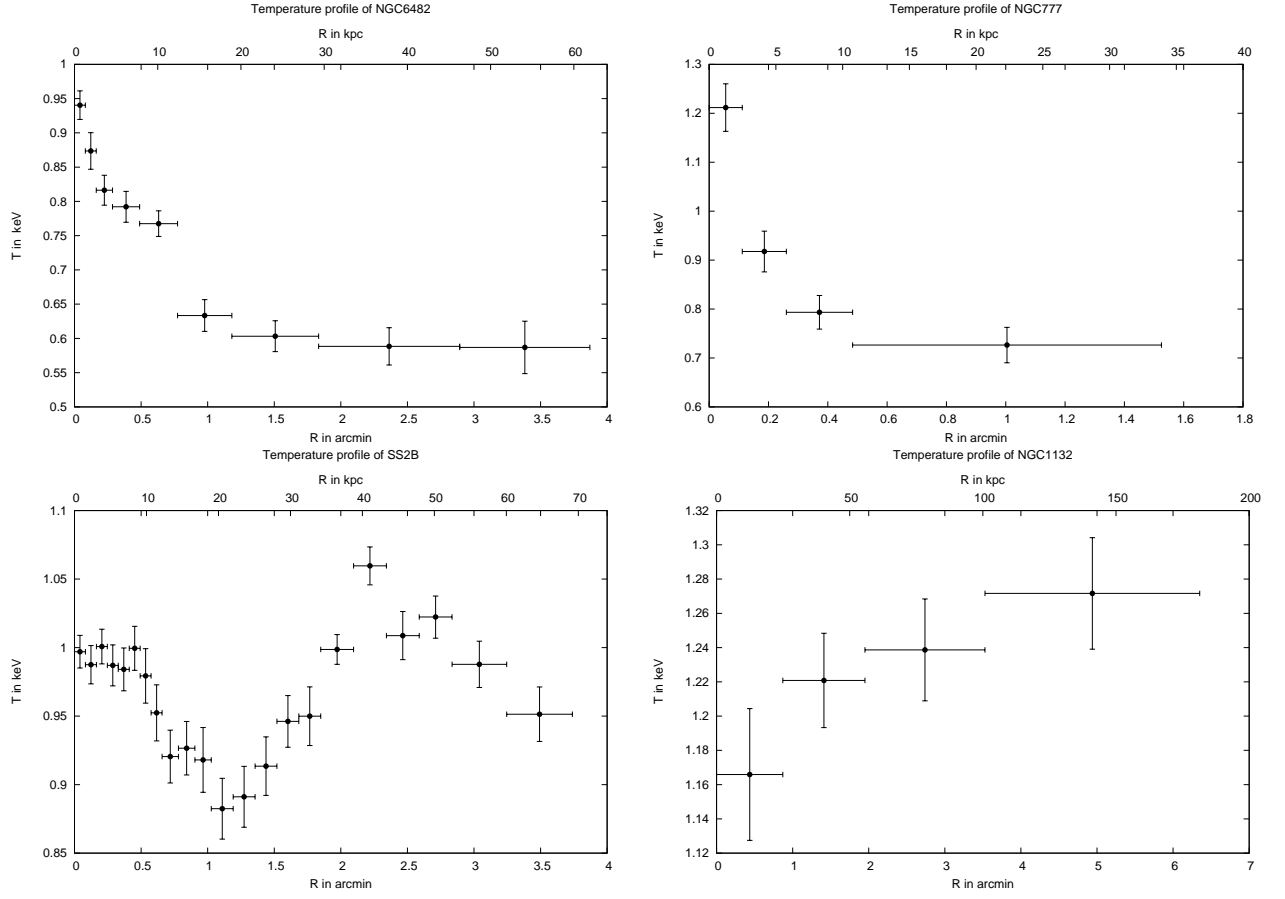 Temperature profile of NGC6482
R in kpc
0 10 20 30 40 50 60
1
0.95
0.9
0.85
0.8
0.75
0.7
0.65
0.6
0.55
0.5
T in keV
0 0.5 1 1.5 2 2.5 3 3.5 4
R in arcmin
Temperature profile of NGC777
R in kpc
0 5 10 15 20 25 30 35 40
1.3
1.2
1.1
1
0.9
0.8
0.7
0.6
T in keV
0 0.2 0.4 0.6 0.8 1 1.2 1.4 1.6 1.8
R in arcmin
Temperature profile of SS2B
R in kpc
0 10 20 30 40 50 60 70
1.1
1.05
1
0.95
0.9
0.85
T in keV
0 0.5 1 1.5 2 2.5 3 3.5 4
R in arcmin
Temperature profile of NGC1132
R in kpc
0 50 100 150 200
1.32
1.3
1.28
1.26
1.24
1.22
1.2
1.18
1.16
1.14
1.12
T in keV
0 1 2 3 4 5 6 7
R in arcmin